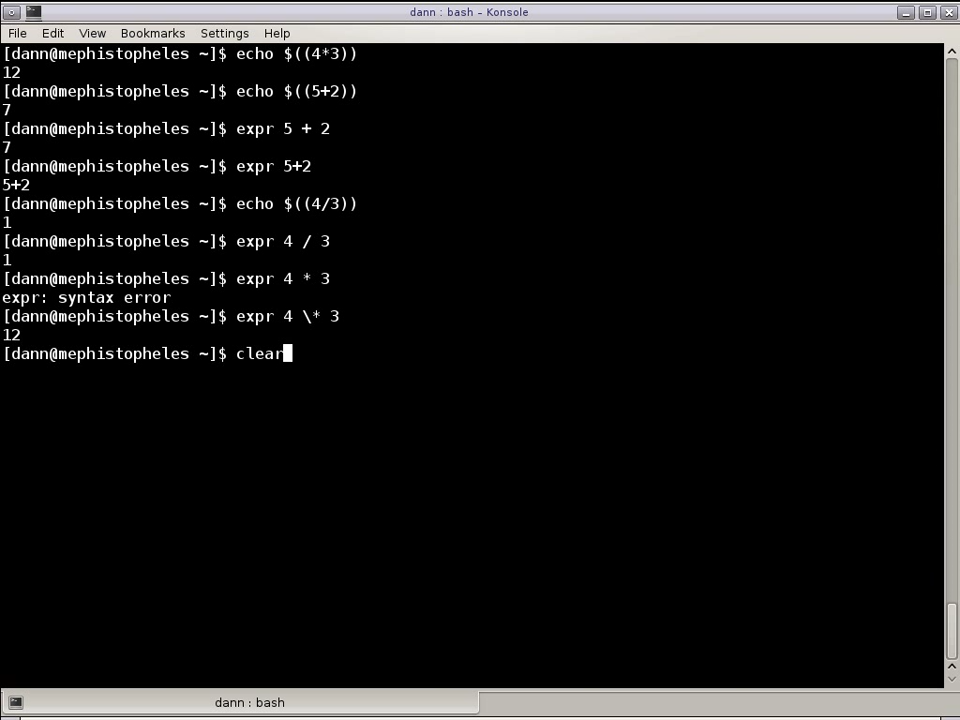 dann : bash – Konsole
File Edit View Bookmarks Settings Help
[dann@mephistopheles ~]$ echo $((4*3))
12
[dann@mephistopheles ~]$ echo $((5+2))
7
[dann@mephistopheles ~]$ expr 5 + 2
7
[dann@mephistopheles ~]$ expr 5+2
5+2
[dann@mephistopheles ~]$ echo $((4/3))
1
[dann@mephistopheles ~]$ expr 4 / 3
1
[dann@mephistopheles ~]$ expr 4 * 3
expr: syntax error
[dann@mephistopheles ~]$ expr 4 \* 3
12
[dann@mephistopheles ~]$ clear
dann : bash